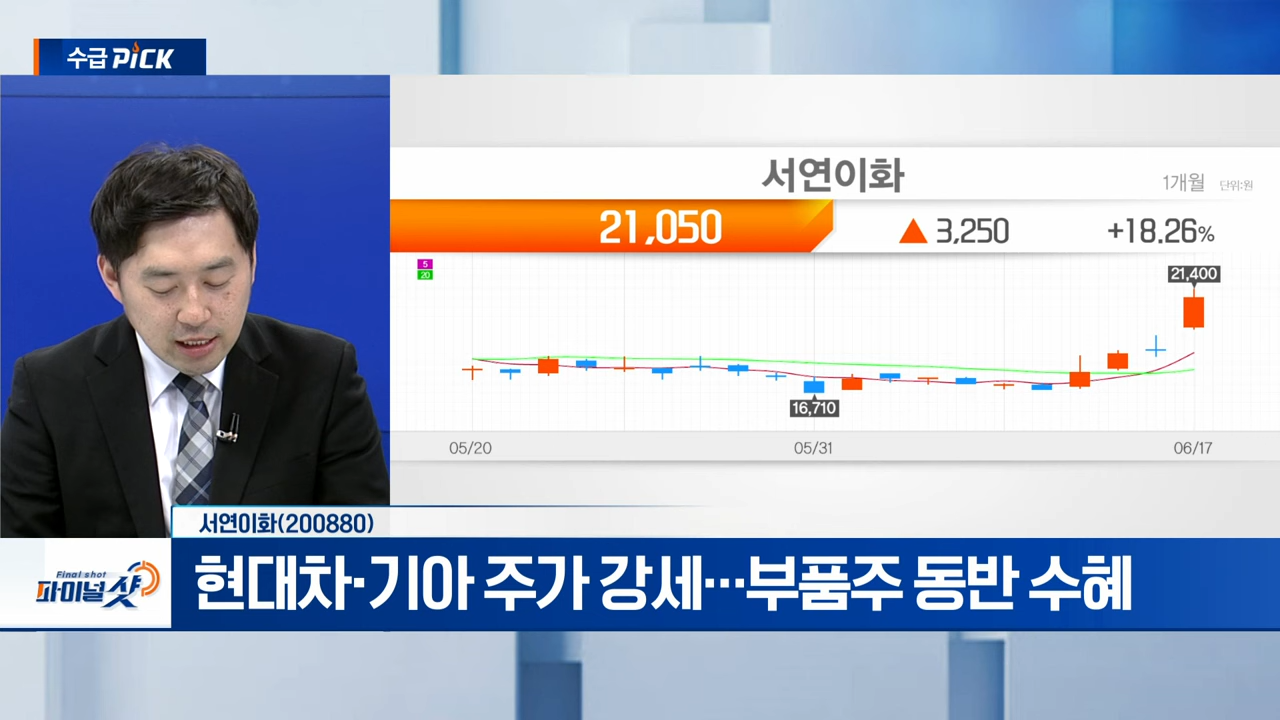 수급 PiCK
서연이화
1개월 단위:원
21,050 ▲ 3,250 +18.26%
5
20
21,400
16,710
05/20 05/31 06/17
서연이화(200880)
Final shot
파이널샷
현대차·기아 주가 강세…부품주 동반 수혜